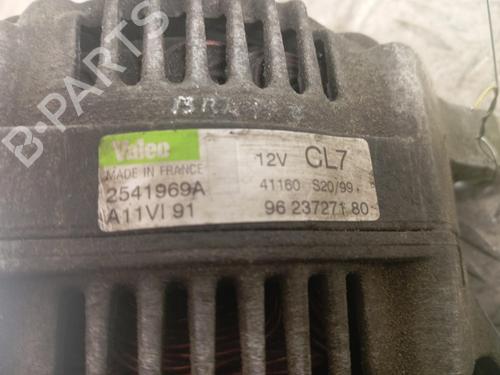 B-PARTS
Valeo
MADE IN FRANCE
2541969A
A11VI 91
12V CL7
41160 S20/99
96 237271 80